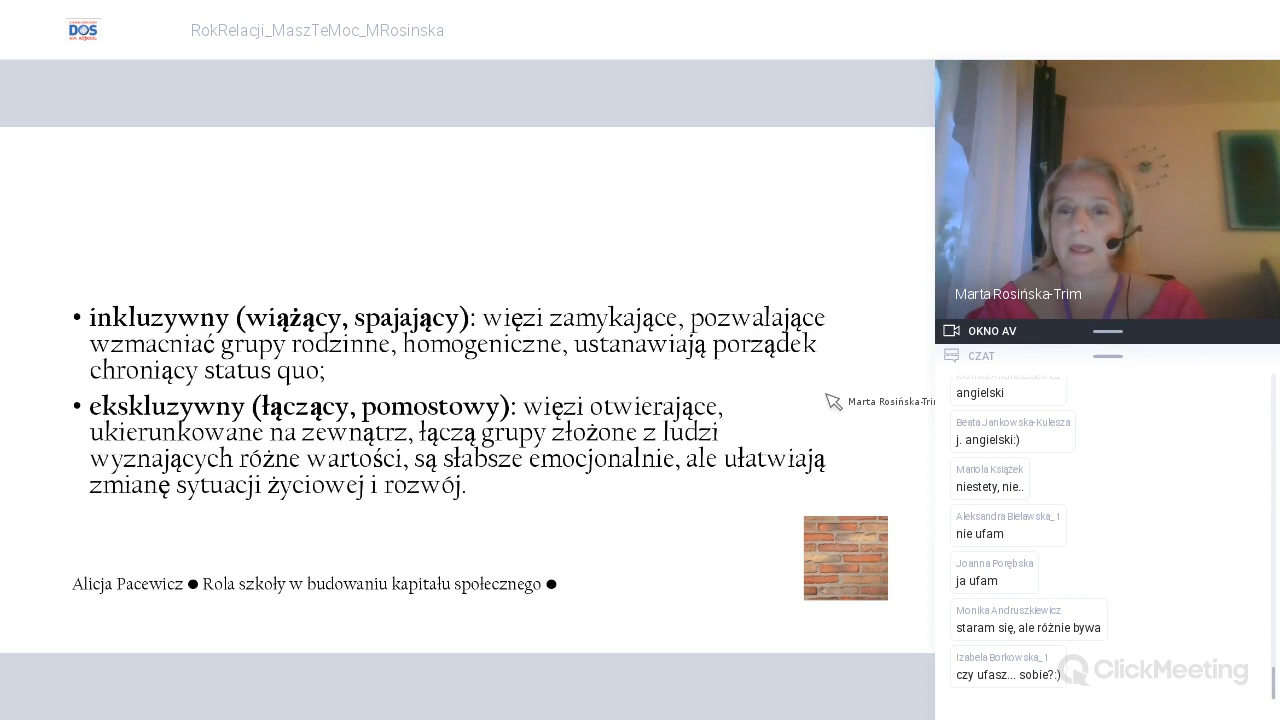 DOS
RokRelacji_MaszTeMoc_MRosinska
• inkluzywny (wiążący, spajający): więzi zamykające, pozwalające
wzmacniać grupy rodzinne, homogeniczne, ustanawiają porządek
chroniący status quo;
• ekskluzywny (łączący, pomostowy): więzi otwierające,
ukierunkowane na zewnątrz, łączą grupy złożone z ludzi
wyznających różne wartości, są słabsze emocjonalnie, ale ułatwiają
zmianę sytuacji życiowej i rozwój.
Marta Rosińska-Trim
Alicja Pacewicz ● Rola szkoły w budowaniu kapitału społecznego ●
Marta Rosińska-Trim
OKNO AV
CZAT
Monika Andruszkiewicz
angielski
Beata Jankowska-Kulesza
j. angielski:)
Mariola Książek
niestety, nie..
Aleksandra Bielawska_1
nie ufam
Joanna Porębska
ja ufam
Monika Andruszkiewicz
staram się, ale różnie bywa
Izabela Borkowska_1
czy ufasz... sobie?:)
ClickMeeting